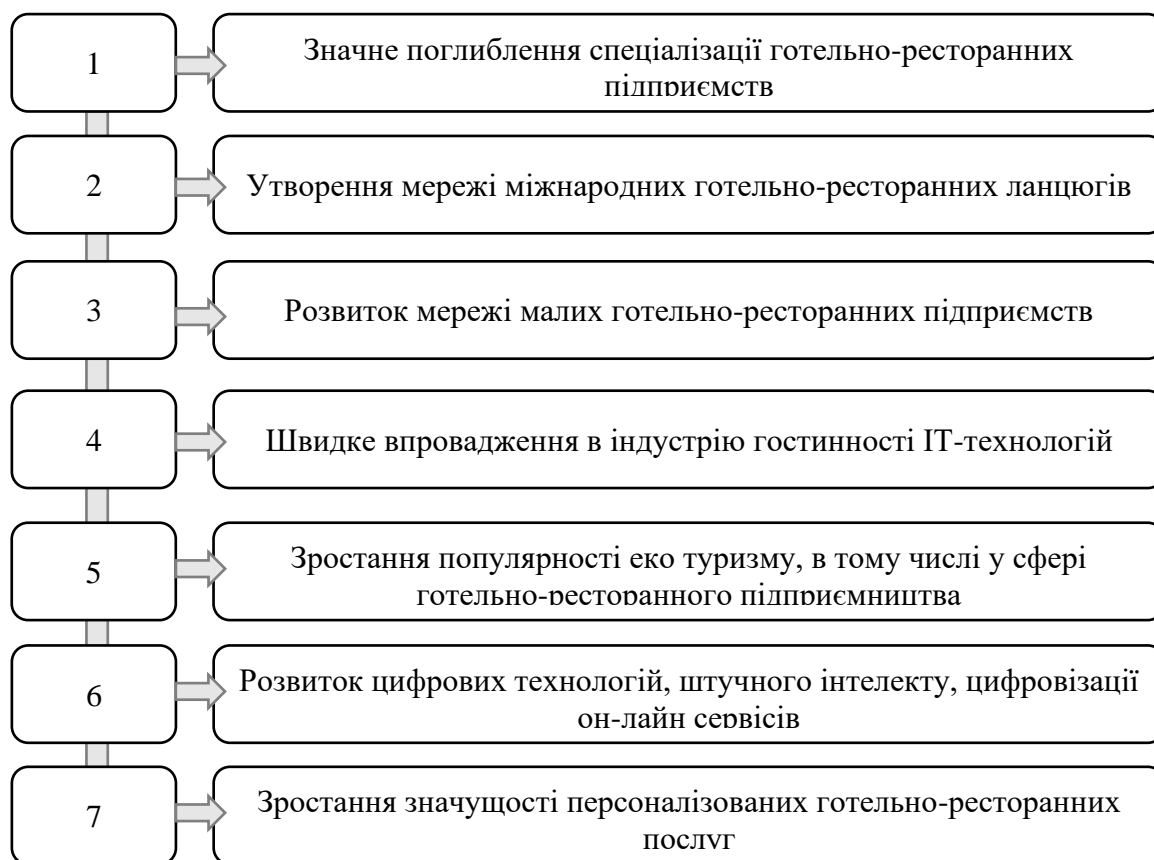 1
Значне поглиблення спеціалізації готельно-ресторанних
підприємств
2
Утворення мережі міжнародних готельно-ресторанних ланцюгів
3
Розвиток мережі малих готельно-ресторанних підприємств
4
Швидке впровадження в індустрію гостинності ІТ-технологій
5
Зростання популярності еко туризму, в тому числі у сфері
готельно-ресторанного підприємництва
6
Розвиток цифрових технологій, штучного інтелекту, цифровізації
он-лайн сервісів
7
Зростання значущості персоналізованих готельно-ресторанних
послуг